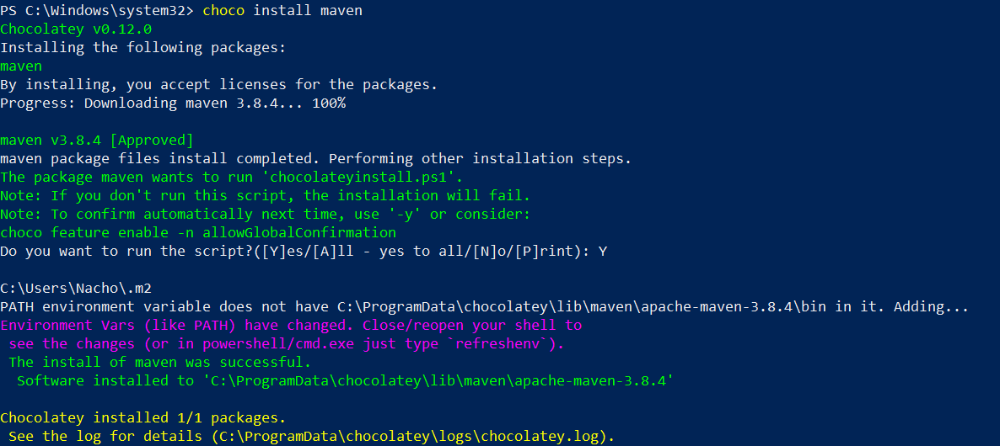 PS C:\Windows\system32> choco install maven
Chocolatey v0.12.0
Installing the following packages:
maven
By installing, you accept licenses for the packages.
Progress: Downloading maven 3.8.4... 100%
maven v3.8.4 [Approved]
maven package files install completed. Performing other installation steps.
The package maven wants to run 'chocolateyinstall.ps1'.
Note: If you don't run this script, the installation will fail.
Note: To confirm automatically next time, use '-y' or consider:
choco feature enable -n allowGlobalConfirmation
Do you want to run the script?([Y]es/[A]ll - yes to all/[N]o/[P]rint): Y
C:\Users\Nacho\.m2
PATH environment variable does not have C:\ProgramData\chocolatey\lib\maven\apache-maven-3.8.4\bin in it. Adding...
Environment Vars (like PATH) have changed. Close/reopen your shell to
 see the changes (or in powershell/cmd.exe just type `refreshenv`).
 The install of maven was successful.
  Software installed to 'C:\ProgramData\chocolatey\lib\maven\apache-maven-3.8.4'
Chocolatey installed 1/1 packages.
 See the log for details (C:\ProgramData\chocolatey\logs\chocolatey.log).